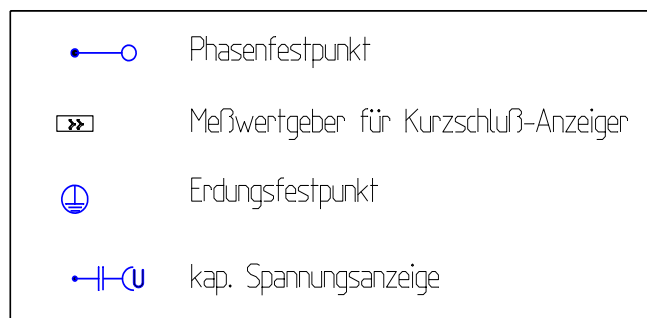 Phasenfestpunkt
Meßwertgeber für Kurzschluß-Anzeiger
Erdungsfestpunkt
U kap. Spannungsanzeige